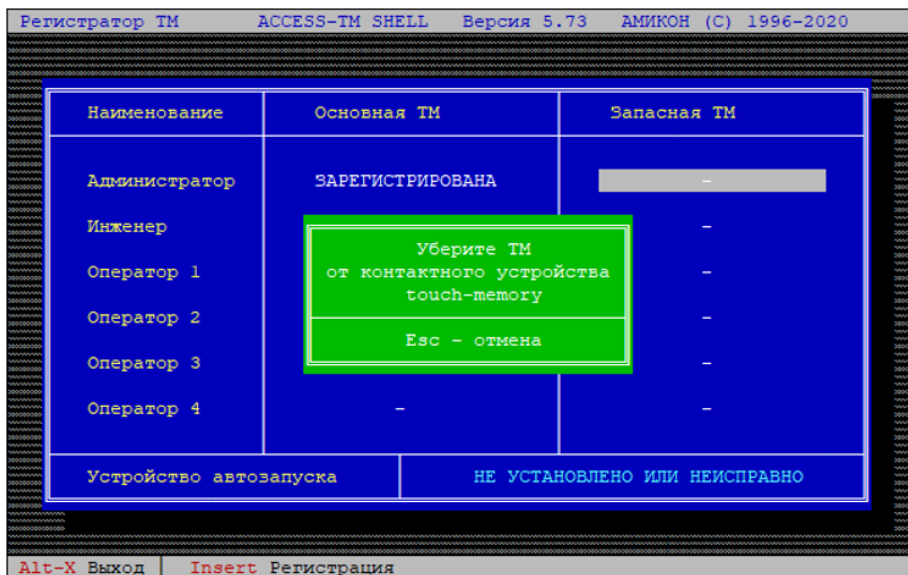 Регистратор ТМ ACCESS-TM SHELL Версия 5.73 АМИКОН (C) 1996-2020
Наименование Основная ТМ Запасная ТМ
Администратор ЗАРЕГИСТРИРОВАНА -
Инженер -
Уберите ТМ
Оператор 1 от контактного устройства -
touch-memory
Оператор 2 -
Esc - отмена
Оператор 3 -
Оператор 4 - -
Устройство автозапуска НЕ УСТАНОВЛЕНО ИЛИ НЕИСПРАВНО
Alt-X Выход Insert Регистрация